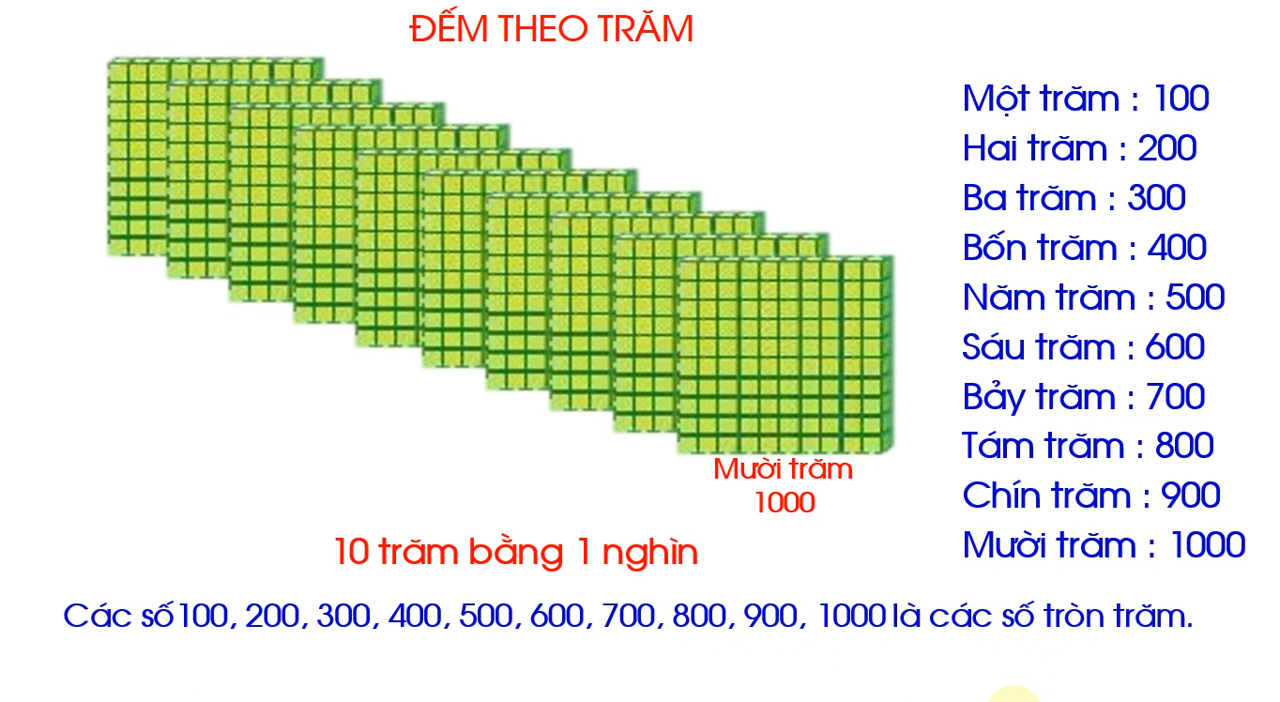 ĐẾM THEO TRĂM
Một trăm : 100
Hai trăm : 200
Ba trăm : 300
Bốn trăm : 400
Năm trăm : 500
Sáu trăm : 600
Bảy trăm : 700
Tám trăm : 800
Chín trăm : 900
Mười trăm : 1000
Mười trăm
1000
10 trăm bằng 1 nghìn
Các số 100, 200, 300, 400, 500, 600, 700, 800, 900, 1000 là các số tròn trăm.